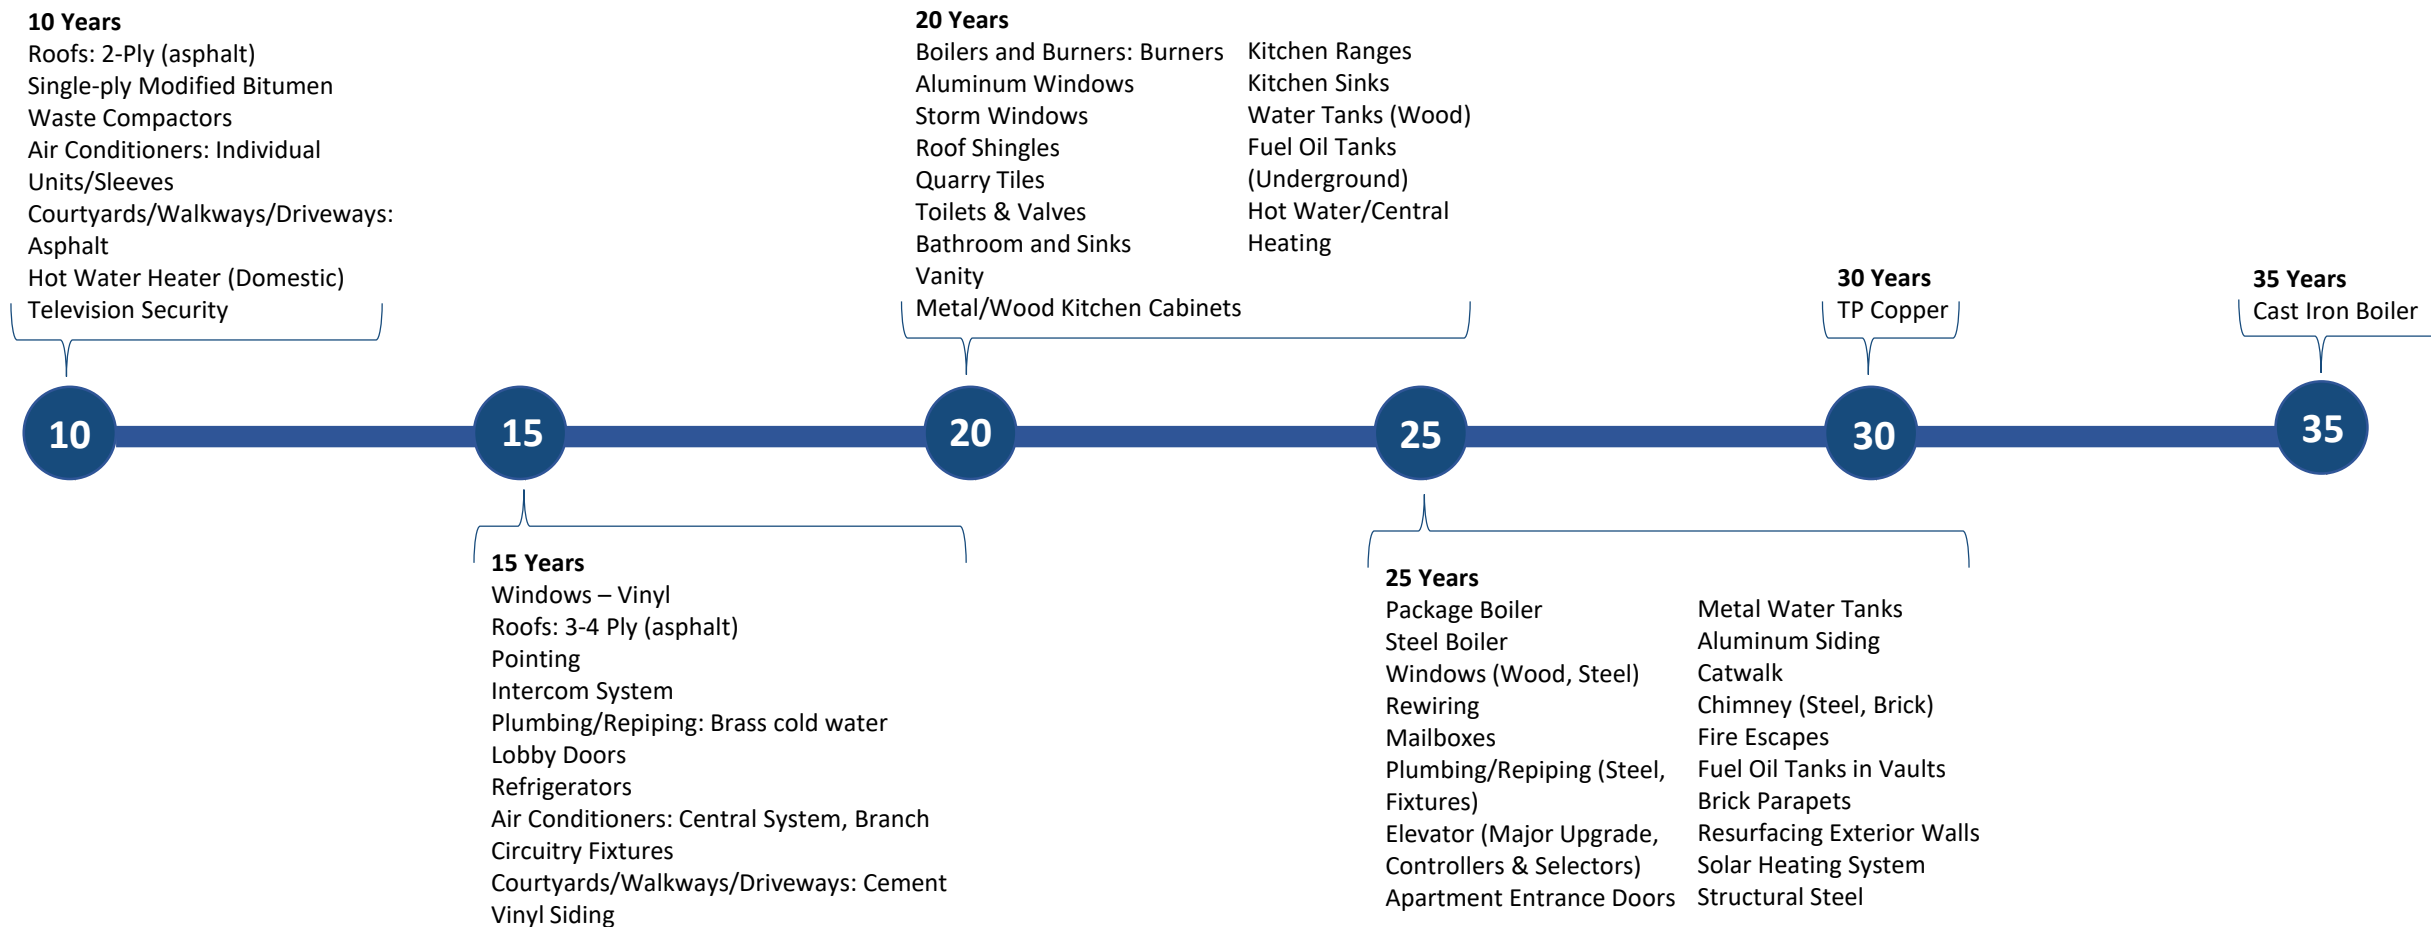 10 Years
Roofs: 2-Ply (asphalt)
Single-ply Modified Bitumen
Waste Compactors
Air Conditioners: Individual
Units/Sleeves
Courtyards/Walkways/Driveways:
Asphalt
Hot Water Heater (Domestic)
Television Security
20 Years
Boilers and Burners: Burners
Aluminum Windows
Storm Windows
Roof Shingles
Quarry Tiles
Toilets & Valves
Bathroom and Sinks
Vanity
Metal/Wood Kitchen Cabinets
Kitchen Ranges
Kitchen Sinks
Water Tanks (Wood)
Fuel Oil Tanks
(Underground)
Hot Water/Central
Heating
30 Years
TP Copper
35 Years
Cast Iron Boiler
10
15
20
25
30
35
15 Years
Windows – Vinyl
Roofs: 3-4 Ply (asphalt)
Pointing
Intercom System
Plumbing/Repiping: Brass cold water
Lobby Doors
Refrigerators
Air Conditioners: Central System, Branch
Circuitry Fixtures
Courtyards/Walkways/Driveways: Cement
Vinyl Siding
25 Years
Package Boiler
Steel Boiler
Windows (Wood, Steel)
Rewiring
Mailboxes
Plumbing/Repiping (Steel,
Fixtures)
Elevator (Major Upgrade,
Controllers & Selectors)
Apartment Entrance Doors
Metal Water Tanks
Aluminum Siding
Catwalk
Chimney (Steel, Brick)
Fire Escapes
Fuel Oil Tanks in Vaults
Brick Parapets
Resurfacing Exterior Walls
Solar Heating System
Structural Steel